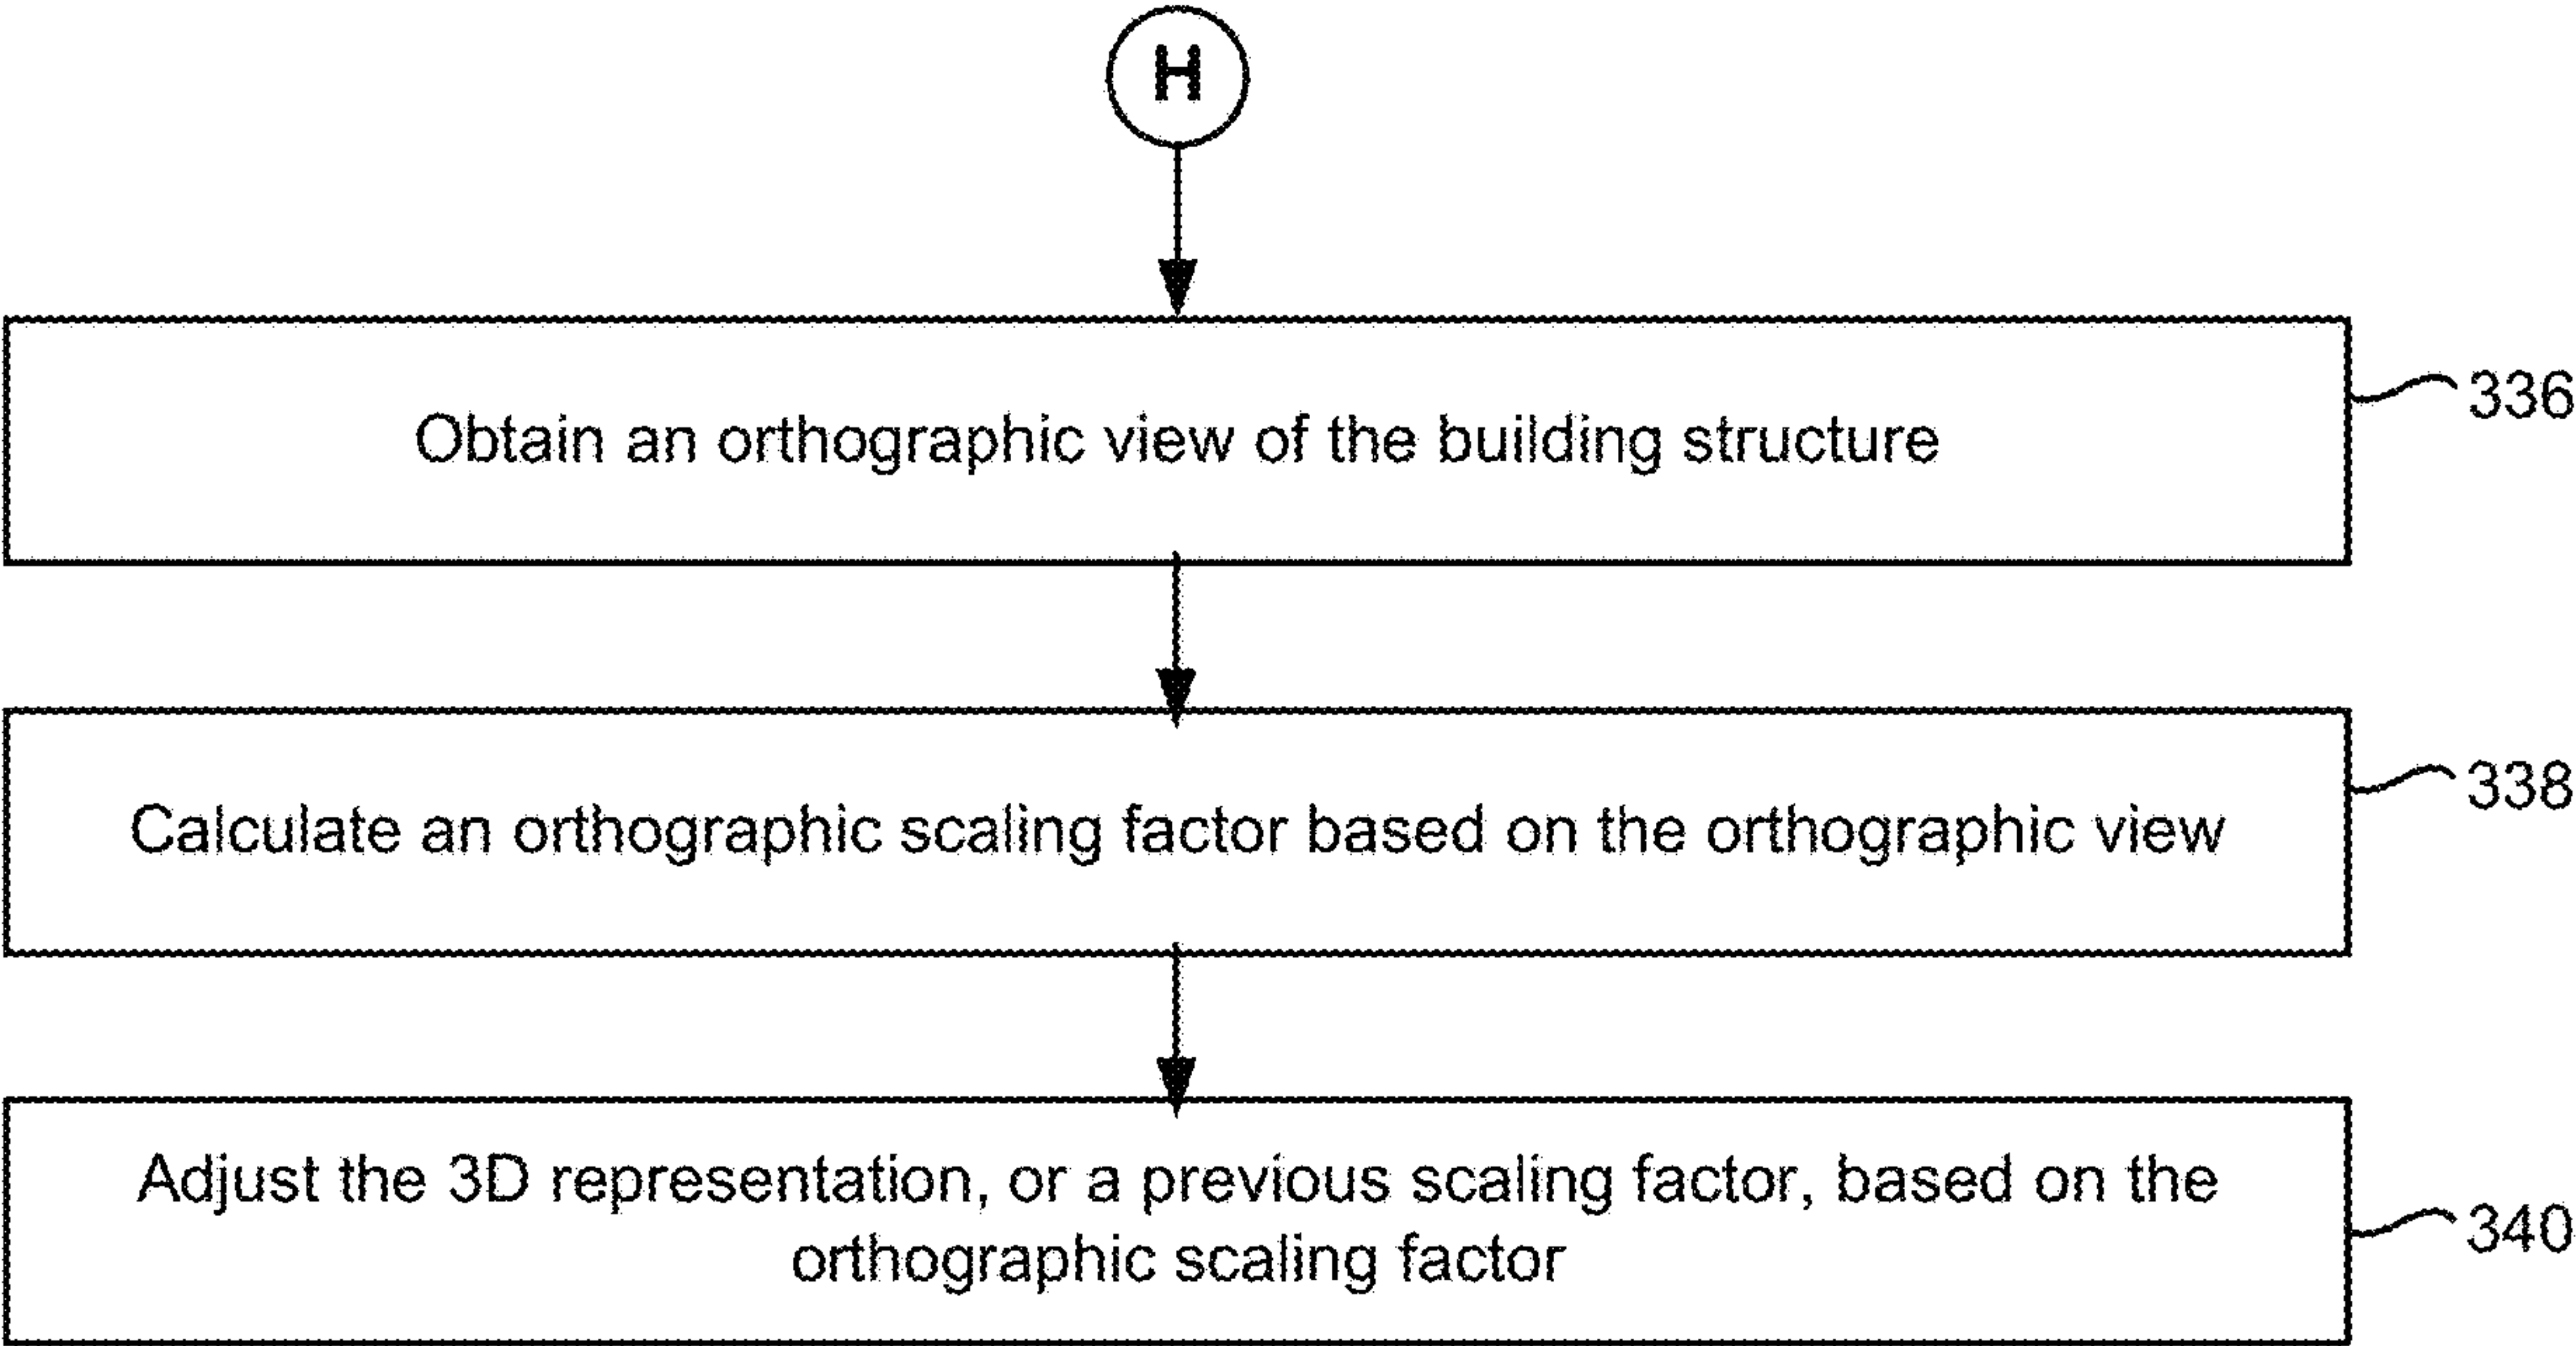 H
Obtain an orthographic view of the building structure
336
Calculate an orthographic scaling factor based on the orthographic view
338
Adjust the 3D representation, or a previous scaling factor, based on the
orthographic scaling factor
340